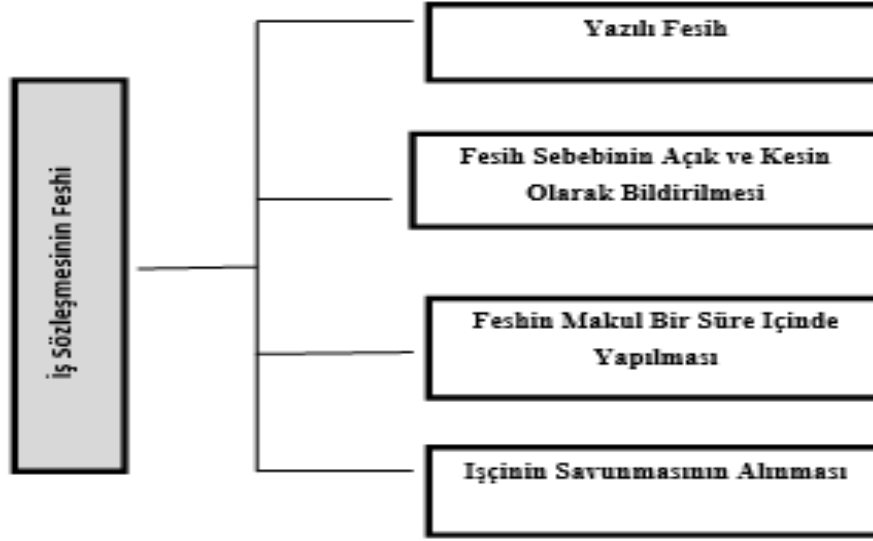 İş Sözleşmesinin Feshi
Yazılı Fesih
Fesih Sebebinin Açık ve Kesin
Olarak Bildirilmesi
Feshin Makul Bir Süre Içinde
Yapılması
Işçinin Savunmasının Alınması